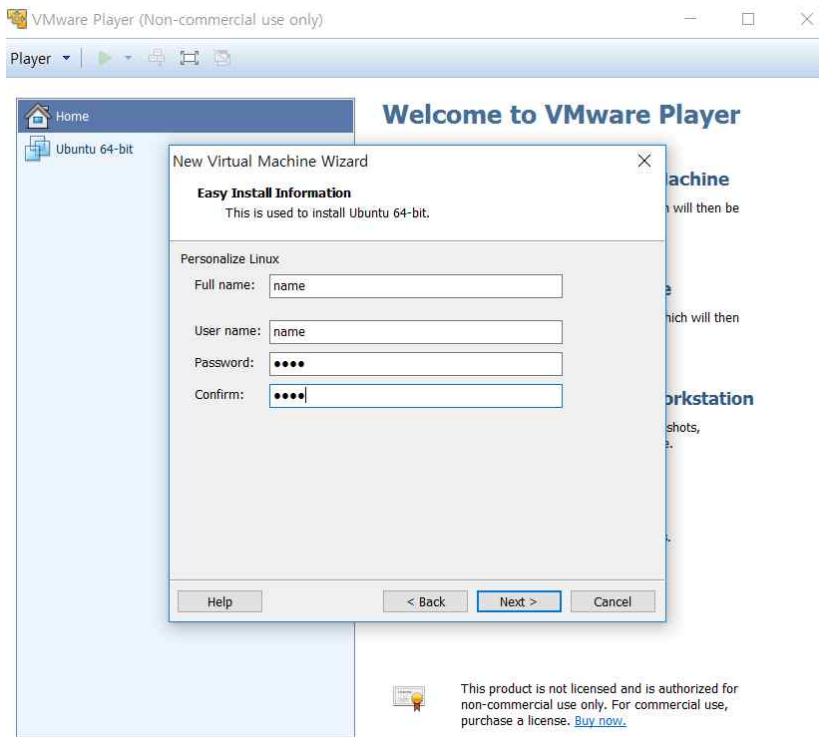 VMware Player (Non-commercial use only)
Player
Home
Ubuntu 64-bit
Welcome to VMware Player
achine
will then be
hich will then
orkstation
shots,
New Virtual Machine Wizard
Easy Install Information
This is used to install Ubuntu 64-bit.
Personalize Linux
Full name: name
User name: name
Password: ●●●●
Confirm: ●●●●
Help
< Back
Next >
Cancel
This product is not licensed and is authorized for
non-commercial use only. For commercial use,
purchase a license. Buy now.